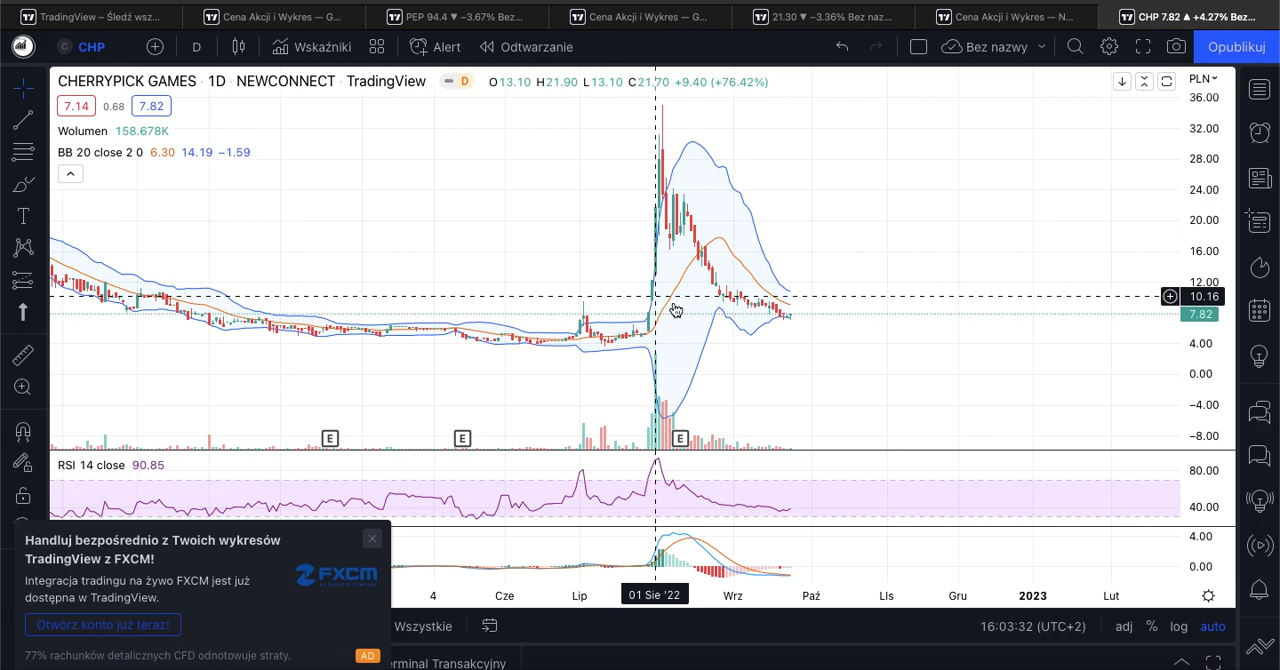 TradingView – Śledź wsz...
Cena Akcji i Wykres — G...
PEP 94.4 ▼ −3.67% Bez...
Cena Akcji i Wykres — G...
21.30 ▼ −3.36% Bez naz...
Cena Akcji i Wykres — N...
CHP 7.82 ▲ +4.27% Bez...
C CHP D Wskaźniki Alert Odtwarzanie Bez nazwy Opublikuj
CHERRYPICK GAMES · 1D · NEWCONNECT · TradingView D O13.10 H21.90 L13.10 C21.70 +9.40 (+76.42%)
7.14 0.68 7.82
Wolumen 158.678K
BB 20 close 2 0 6.30 14.19 −1.59
PLN
36.00
32.00
28.00
24.00
20.00
16.00
12.00
10.16
7.82
4.00
0.00
−4.00
−8.00
E E E
RSI 14 close 90.85
80.00
40.00
4.00
0.00
Handluj bezpośrednio z Twoich wykresów
TradingView z FXCM!
Integracja tradingu na żywo FXCM jest już
dostępna w TradingView.
FXCM
Otwórz konto już teraz!
77% rachunków detalicznych CFD odnotowuje straty.
AD
4 Cze Lip 01 Sie '22 Wrz Paź LIs Gru 2023 Lut
Wszystkie 16:03:32 (UTC+2) adj % log auto
erminal Transakcyjny